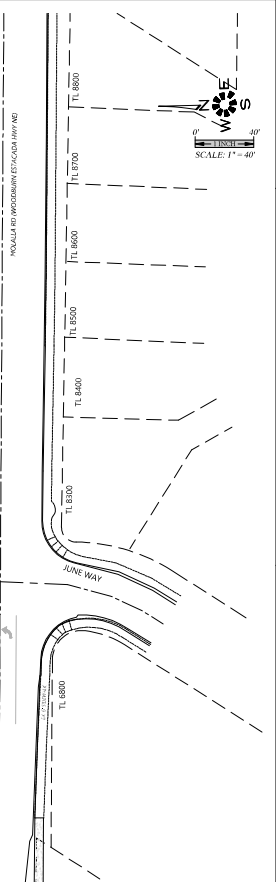 MOLALLA RD (WOODBURN ESTACADA HWY NE)
TL 8800
N
E
S
W
0'
40'
1 INCH
SCALE: 1" = 40'
TL 8700
TL 8600
TL 8500
TL 8400
TL 8300
JUNE WAY
TL 6800